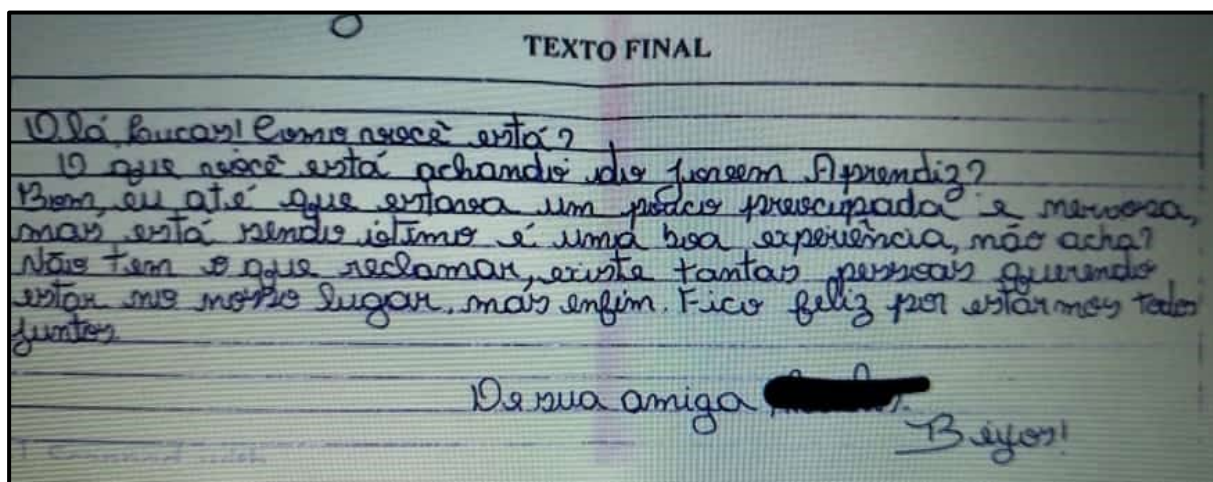 TEXTO FINAL
Olá, Lucas! Como você está?
O que você está achando do Jovem Aprendiz?
Bom, eu até que estava um pouco preocupada e nervosa,
mas está sendo ótimo é uma boa experiência, não acha?
Não tem o que reclamar, existe tantas pessoas querendo
estar no nosso lugar, mas enfim. Fico feliz por estármos todos
juntos.
De sua amiga
Beijos!